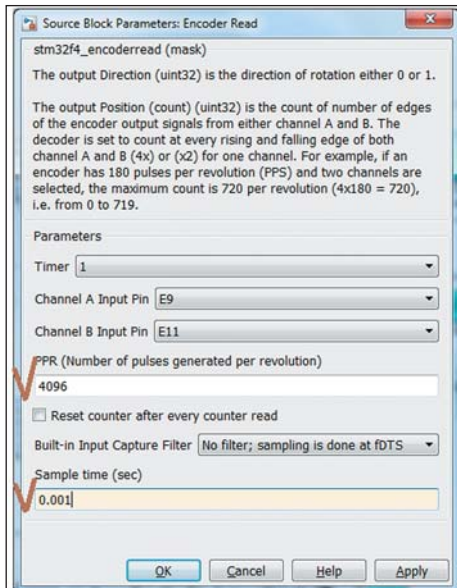 Source Block Parameters: Encoder Read
stm32f4_encoderread (mask)
The output Direction (uint32) is the direction of rotation either 0 or 1.
The output Position (count) (uint32) is the count of number of edges
of the encoder output signals from either channel A and B. The
decoder is set to count at every rising and falling edge of both
channel A and B (4x) or (x2) for one channel. For example, if an
encoder has 180 pulses per revolution (PPS) and two channels are
selected, the maximum count is 720 per revolution (4x180 = 720),
i.e. from 0 to 719.
Parameters
Timer 1
Channel A Input Pin E9
Channel B Input Pin E11
PPR (Number of pulses generated per revolution)
4096
Reset counter after every counter read
Built-in Input Capture Filter No filter; sampling is done at fDTS
Sample time (sec)
0.001
OK Cancel Help Apply